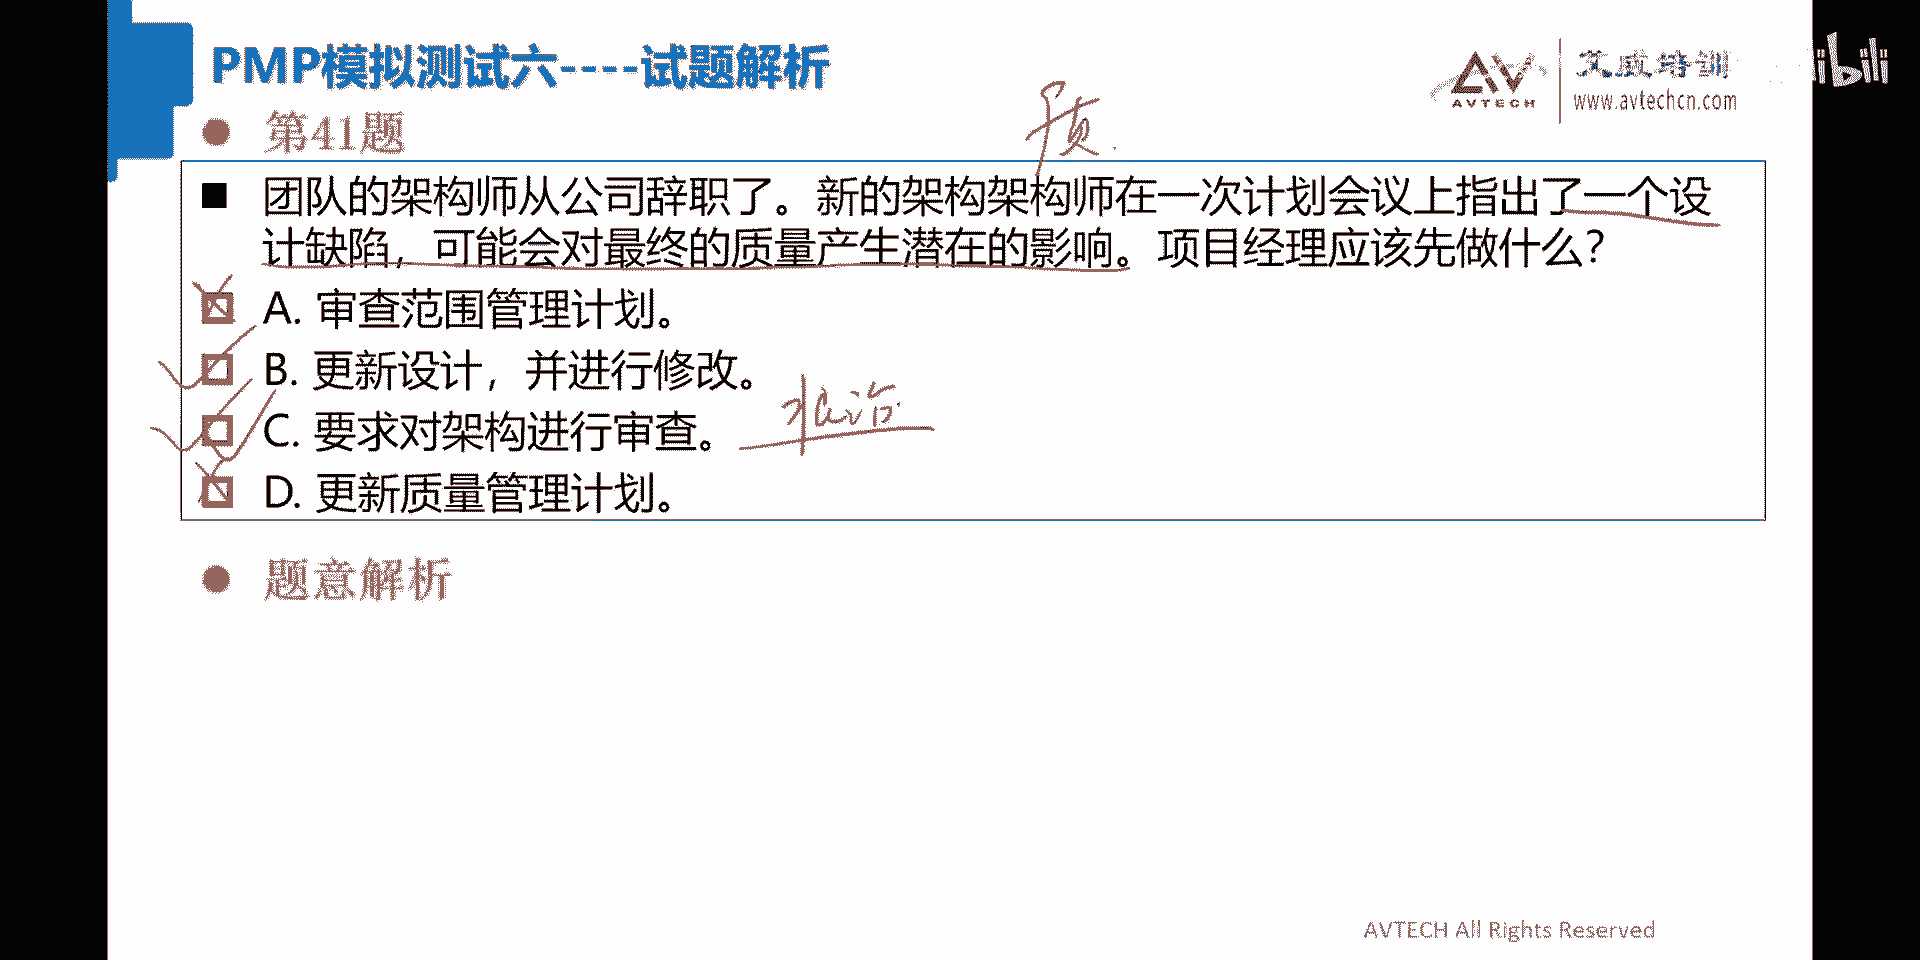 PMP模拟测试六----试题解析
AVTECH
艾威培训
www.avtechcn.com
第41题
质
团队的架构师从公司辞职了。新的架构架构师在一次计划会议上指出了一个设
计缺陷，可能会对最终的质量产生潜在的影响。项目经理应该先做什么？
A. 审查范围管理计划。
B. 更新设计，并进行修改。
C. 要求对架构进行审查。
D. 更新质量管理计划。
题意解析
AVTECH All Rights Reserved